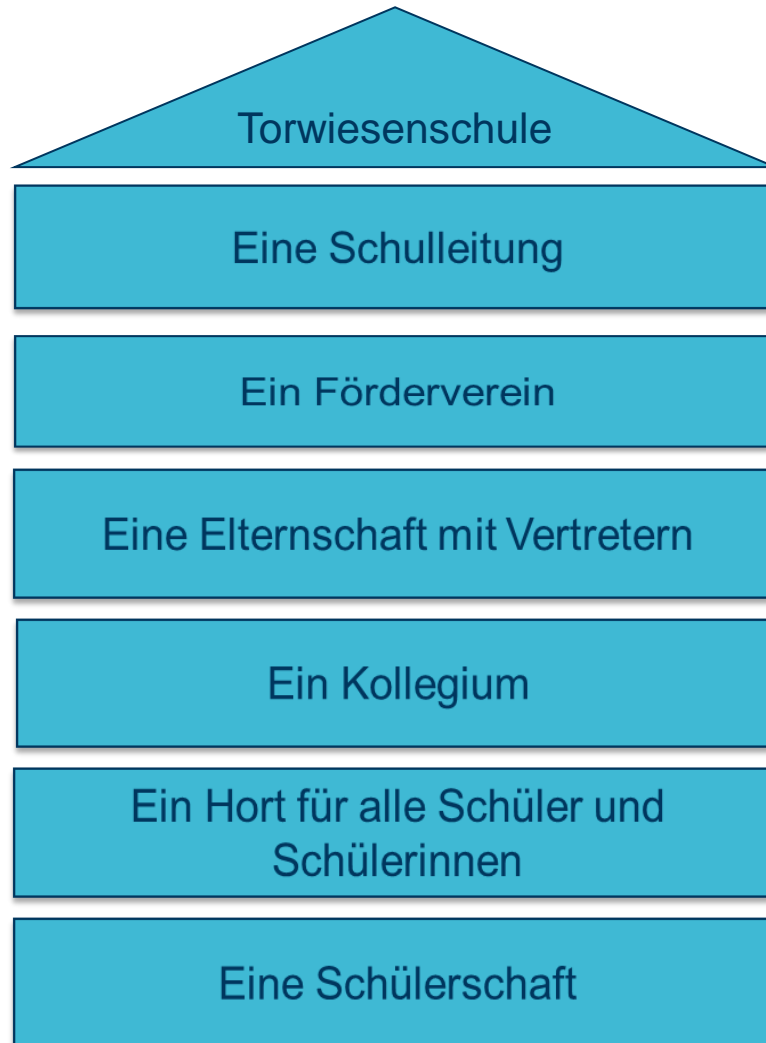 Torwiesenschule
Eine Schulleitung
Ein Förderverein
Eine Elternschaft mit Vertretern
Ein Kollegium
Ein Hort für alle Schüler und
Schülerinnen
Eine Schülerschaft